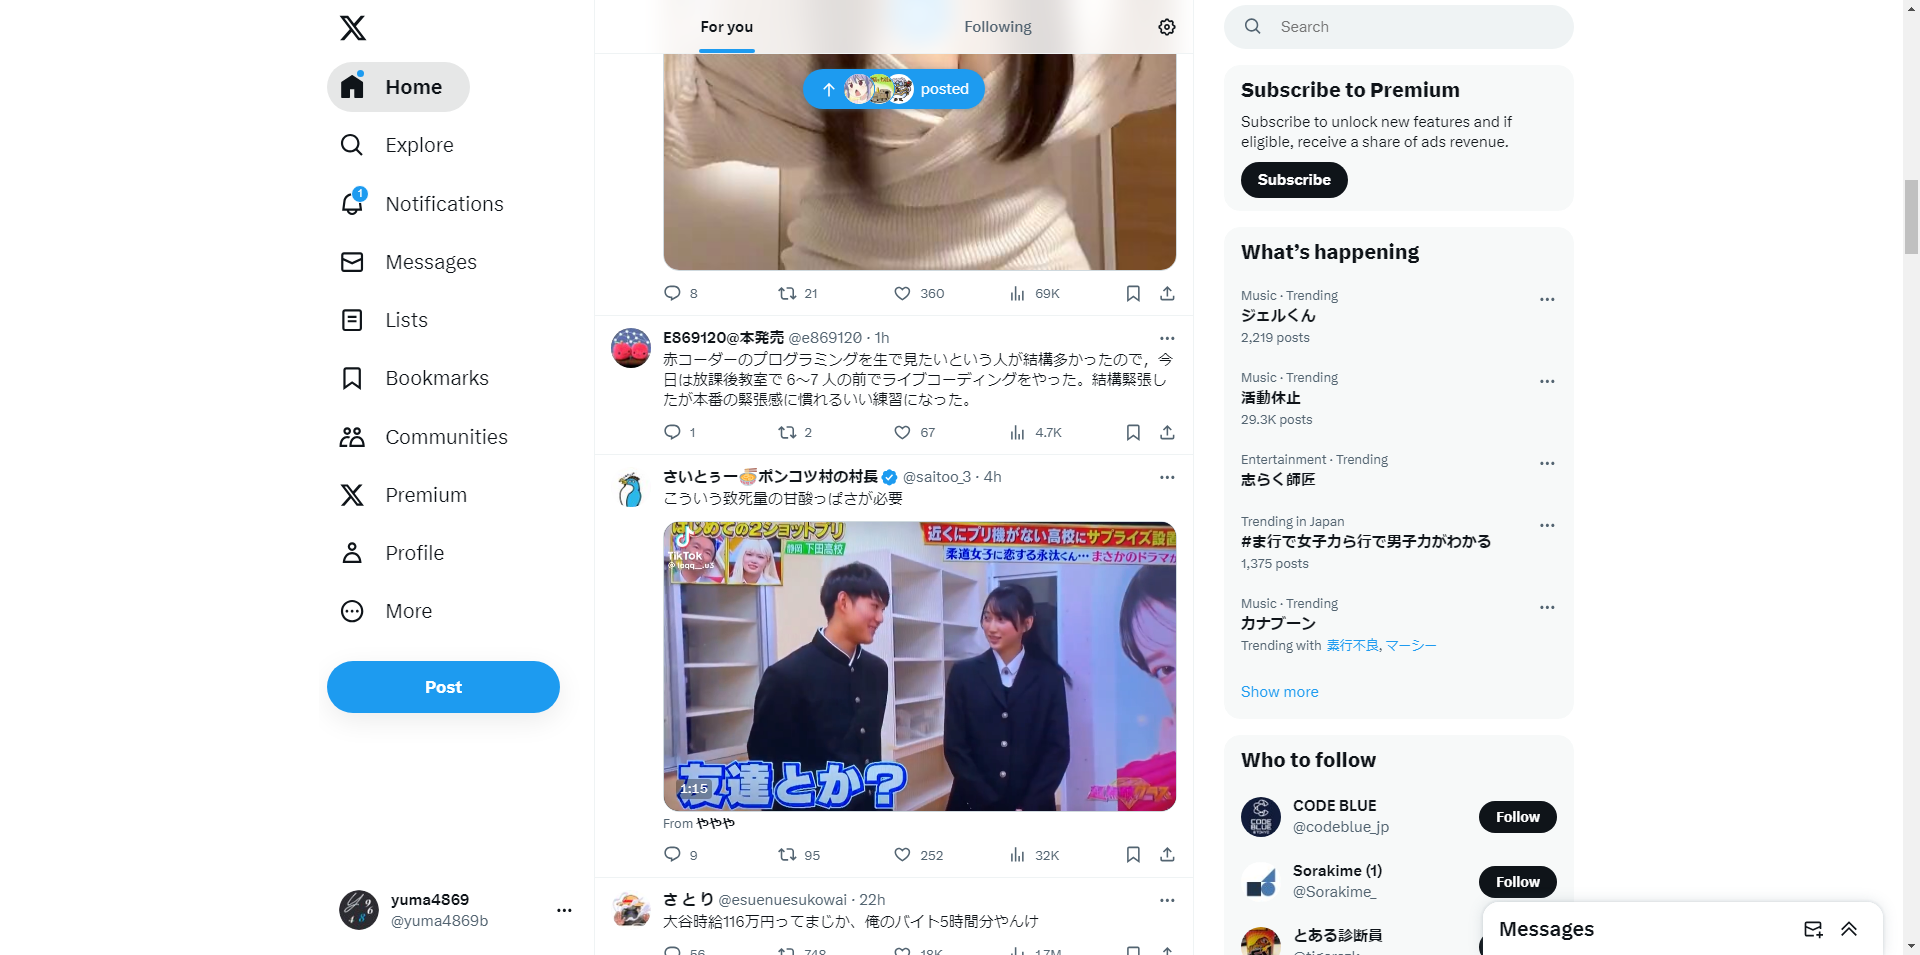 Home
Explore
1
Notifications
Messages
Lists
Bookmarks
Communities
Premium
Profile
More
Post
yuma4869
@yuma4869b
For you
Following
posted
8
21
360
69K
E869120@本発売 @e869120 · 1h
赤コーダーのプログラミングを生で見たいという人が結構多かったので，今
日は放課後教室で 6～7 人の前でライブコーディングをやった。結構緊張し
たが本番の緊張感に慣れるいい練習になった。
1
2
67
4.7K
さいとぅー🍜ポンコツ村の村長 @saitoo_3 · 4h
こういう致死量の甘酸っぱさが必要
はじめての2ショットプリ
静岡 下田高校
近くにプリ機がない高校にサプライズ設置
柔道女子に恋する永汰くん…まさかのドラマが
TikTok
友達とか?
1:15
From ややや
9
95
252
32K
さとり @esuenuesukowai · 22h
大谷時給116万円ってまじか、俺のバイト5時間分やんけ
56
748
18K
1.7M
Search
Subscribe to Premium
Subscribe to unlock new features and if
eligible, receive a share of ads revenue.
Subscribe
What’s happening
Music · Trending
ジェルくん
2,219 posts
Music · Trending
活動休止
29.3K posts
Entertainment · Trending
志らく師匠
Trending in Japan
#ま行で女子力ら行で男子力がわかる
1,375 posts
Music · Trending
カナブーン
Trending with 素行不良, マーシー
Show more
Who to follow
CODE BLUE
@codeblue_jp
Follow
Sorakime (1)
@Sorakime_
Follow
とある診断員
Messages